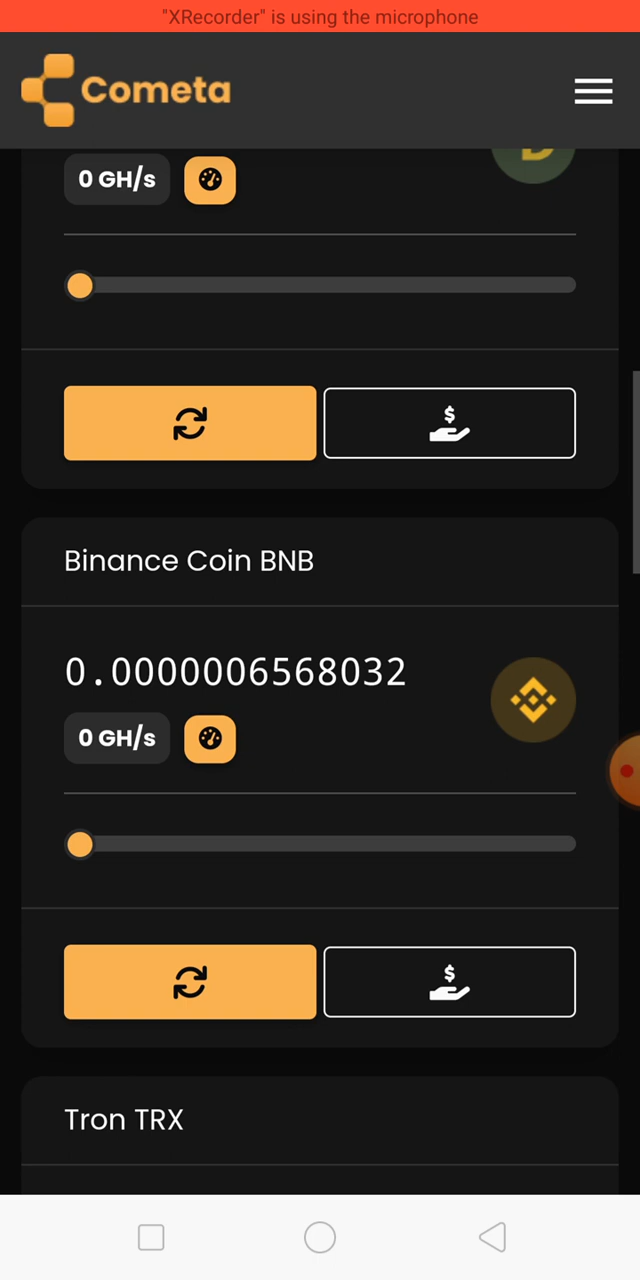 "XRecorder" is using the microphone
Cometa
0 GH/s
Binance Coin BNB
0.0000006568032
0 GH/s
Tron TRX